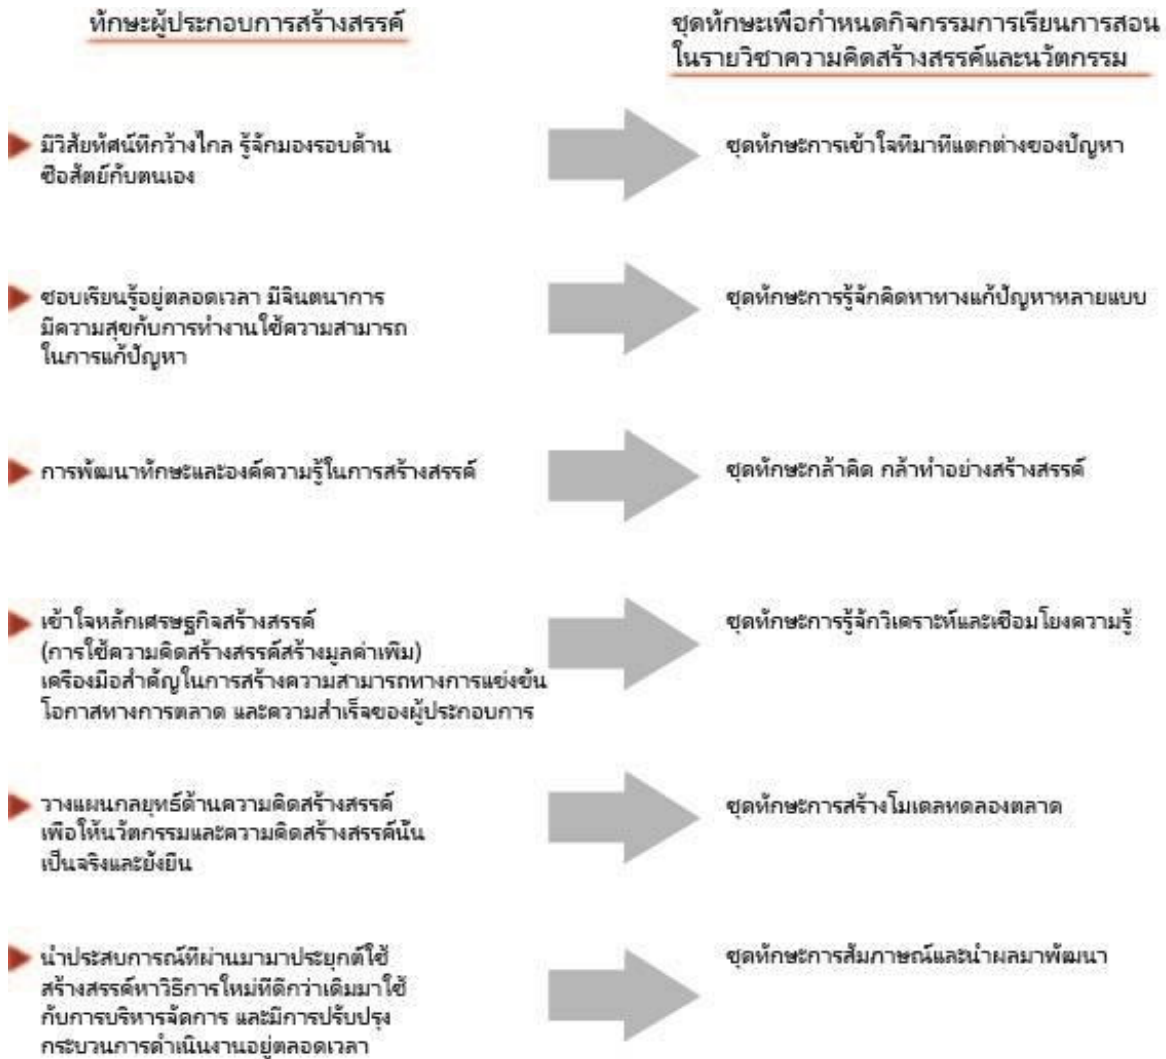 ทักษะผู้ประกอบการสร้างสรรค์
ชุดทักษะเพื่อกำหนดกิจกรรมการเรียนการสอน
ในรายวิชาความคิดสร้างสรรค์และนวัตกรรม
มีวิสัยทัศน์ที่กว้างไกล รู้จักมองรอบด้าน
ซื่อสัตย์กับตนเอง
ชุดทักษะการเข้าใจที่มาที่แตกต่างของปัญหา
ชอบเรียนรู้อยู่ตลอดเวลา มีจินตนาการ
มีความสุขกับการทำงานใช้ความสามารถ
ในการแก้ปัญหา
ชุดทักษะการรู้จักคิดหาทางแก้ปัญหาหลายแบบ
การพัฒนาทักษะและองค์ความรู้ในการสร้างสรรค์
ชุดทักษะกล้าคิด กล้าทำอย่างสร้างสรรค์
เข้าใจหลักเศรษฐกิจสร้างสรรค์
(การใช้ความคิดสร้างสรรค์สร้างมูลค่าเพิ่ม)
เครื่องมือสำคัญในการสร้างความสามารถทางการแข่งขัน
โอกาสทางการตลาด และความสำเร็จของผู้ประกอบการ
ชุดทักษะการรู้จักวิเคราะห์และเชื่อมโยงความรู้
วางแผนกลยุทธ์ด้านความคิดสร้างสรรค์
เพื่อให้นวัตกรรมและความคิดสร้างสรรค์นั้น
เป็นจริงและยั่งยืน
ชุดทักษะการสร้างโมเดลทดลองตลาด
นำประสบการณ์ที่ผ่านมามาประยุกต์ใช้
สร้างสรรค์หาวิธีการใหม่ที่ดีกว่าเดิมมาใช้
กับการบริหารจัดการ และมีการปรับปรุง
กระบวนการดำเนินงานอยู่ตลอดเวลา
ชุดทักษะการสัมภาษณ์และนำผลมาพัฒนา